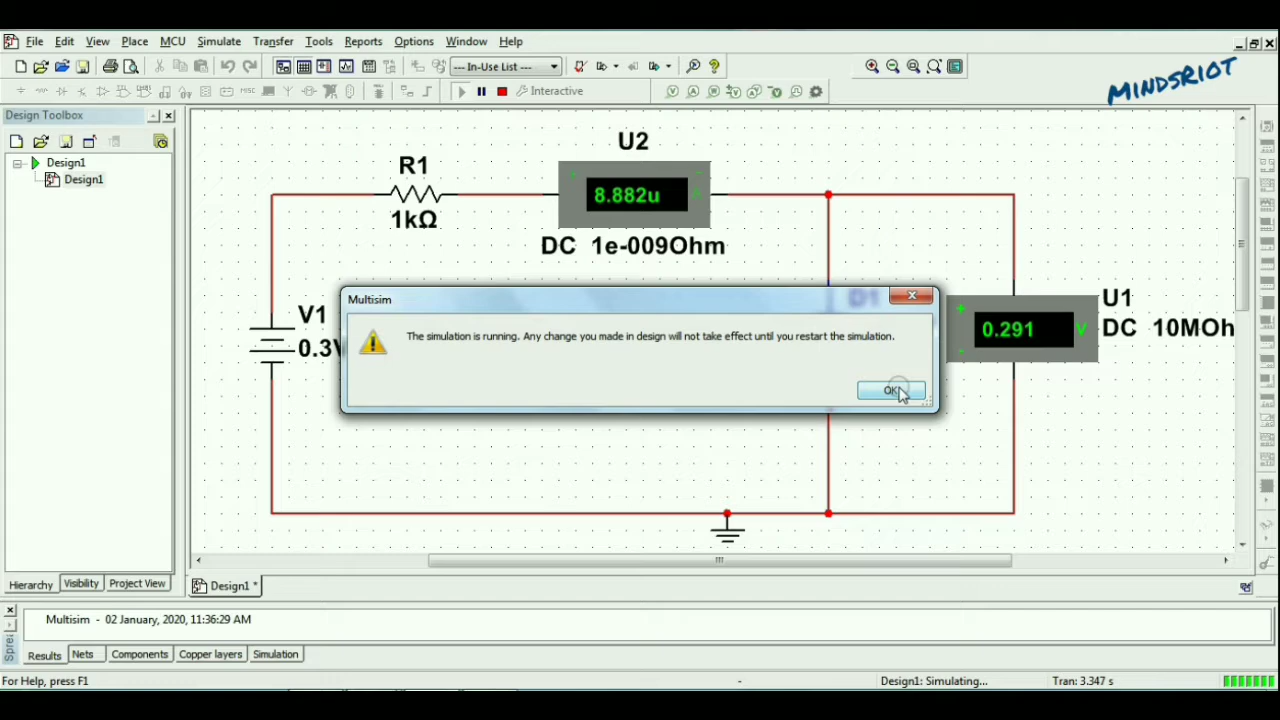 File Edit View Place MCU Simulate Transfer Tools Reports Options Window Help
--- In-Use List ---
Interactive
MINDSRIOT
Design Toolbox
Design1
Design1
U2
R1
8.882u
1kΩ
DC 1e-009Ohm
Multisim
The simulation is running. Any change you made in design will not take effect until you restart the simulation.
OK
D1
V1
0.3V
U1
0.291 V
DC 10MOh
Hierarchy Visibility Project View
Design1 *
Multisim - 02 January, 2020, 11:36:29 AM
Spre
Results Nets Components Copper layers Simulation
For Help, press F1
-
Design1: Simulating...
Tran: 3.347 s